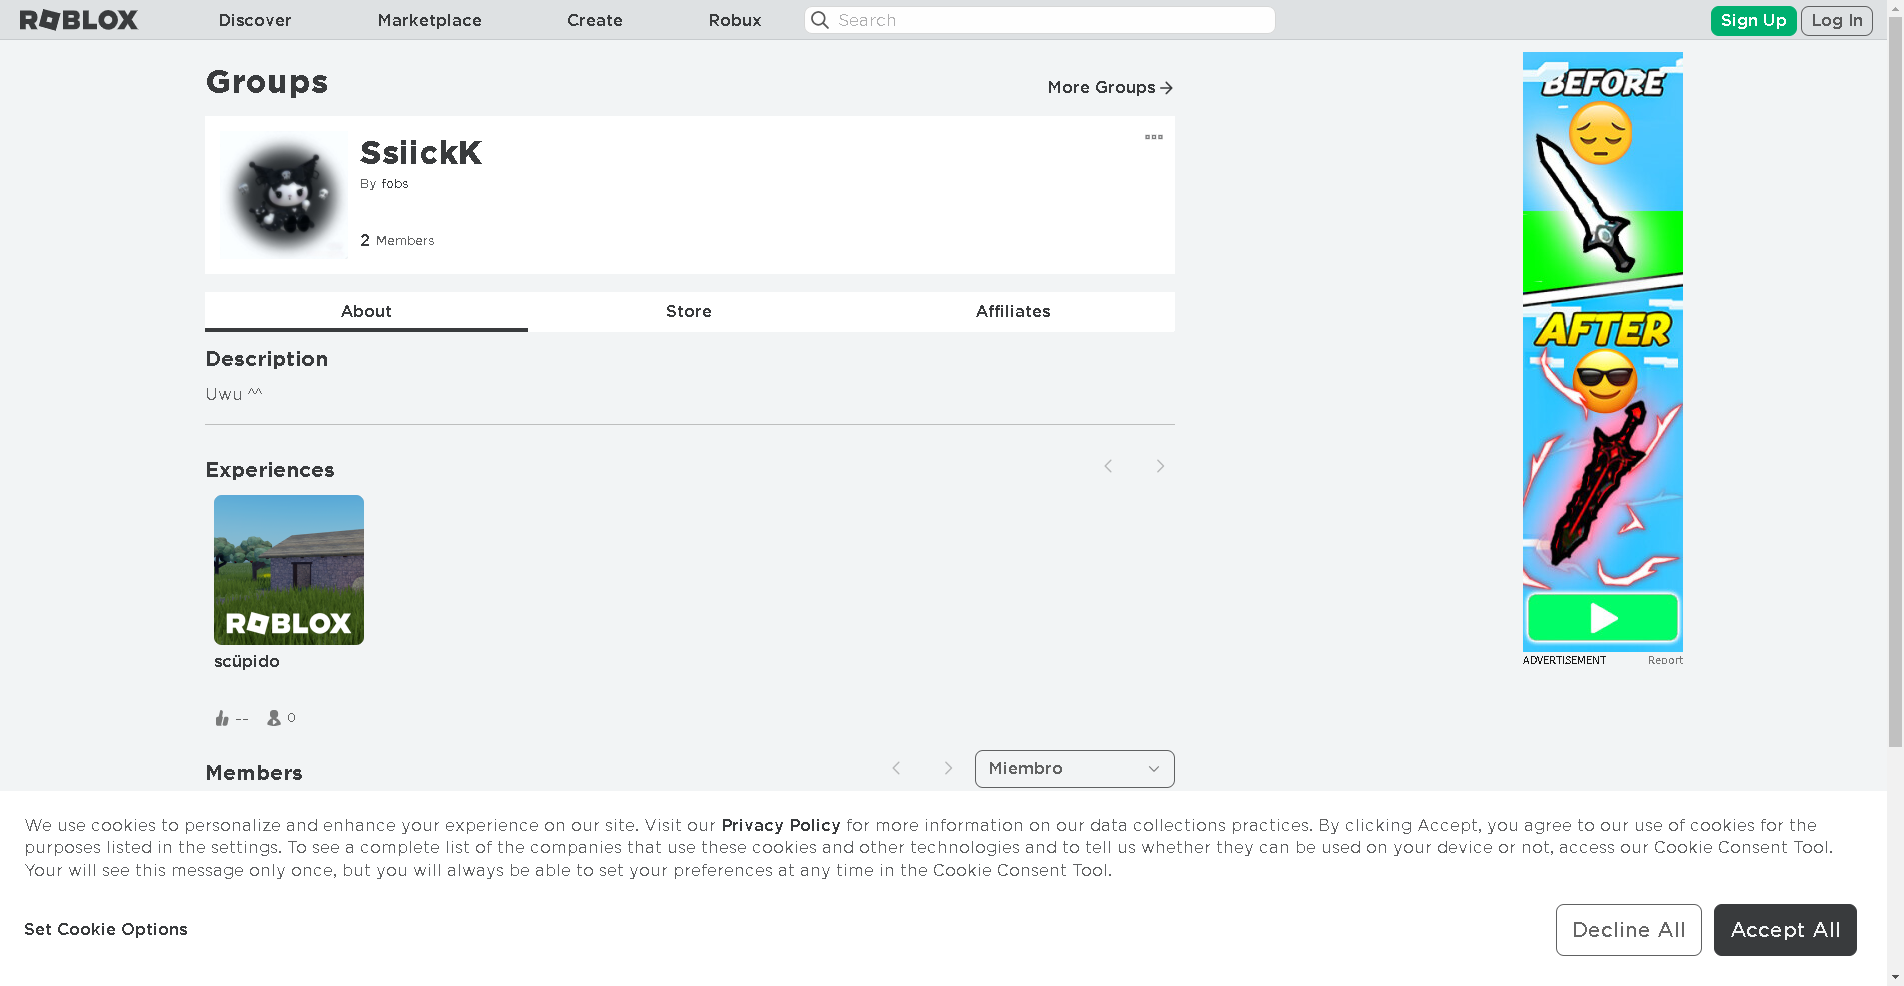 ROBLOX
Discover
Marketplace
Create
Robux
Search
Sign Up
Log In
Groups
More Groups
SsiickK
By fobs
2 Members
About
Store
Affiliates
Description
Uwu ^^
Experiences
ROBLOX
scüpido
--
0
Members
Miembro
BEFORE
AFTER
ADVERTISEMENT
Report
We use cookies to personalize and enhance your experience on our site. Visit our Privacy Policy for more information on our data collections practices. By clicking Accept, you agree to our use of cookies for the
purposes listed in the settings. To see a complete list of the companies that use these cookies and other technologies and to tell us whether they can be used on your device or not, access our Cookie Consent Tool.
Your will see this message only once, but you will always be able to set your preferences at any time in the Cookie Consent Tool.
Set Cookie Options
Decline All
Accept All